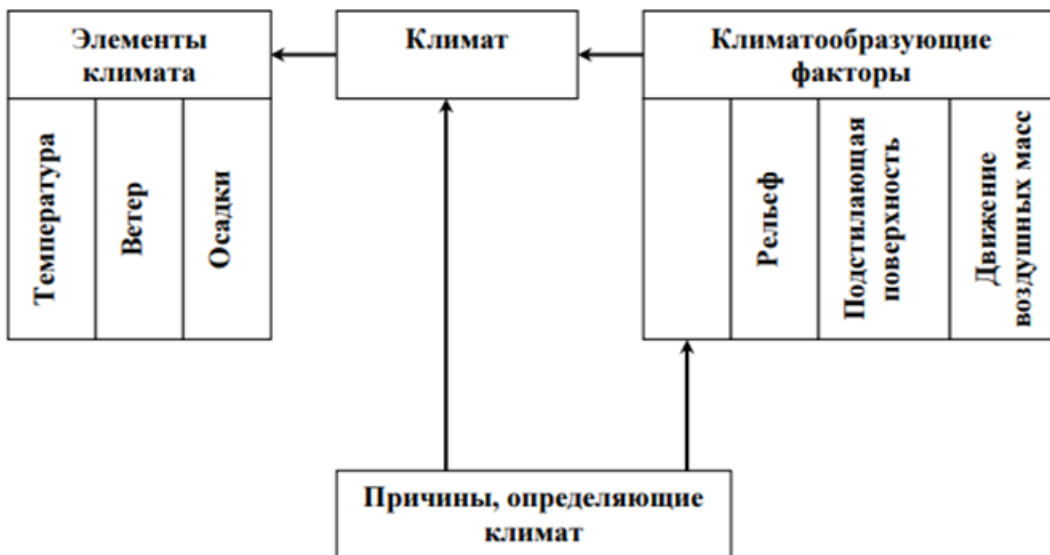 Элементы
климата
Климат
Климатообразующие
факторы
Температура
Ветер
Осадки
Рельеф
Подстилающая
поверхность
Движение
воздушных масс
Причины, определяющие
климат